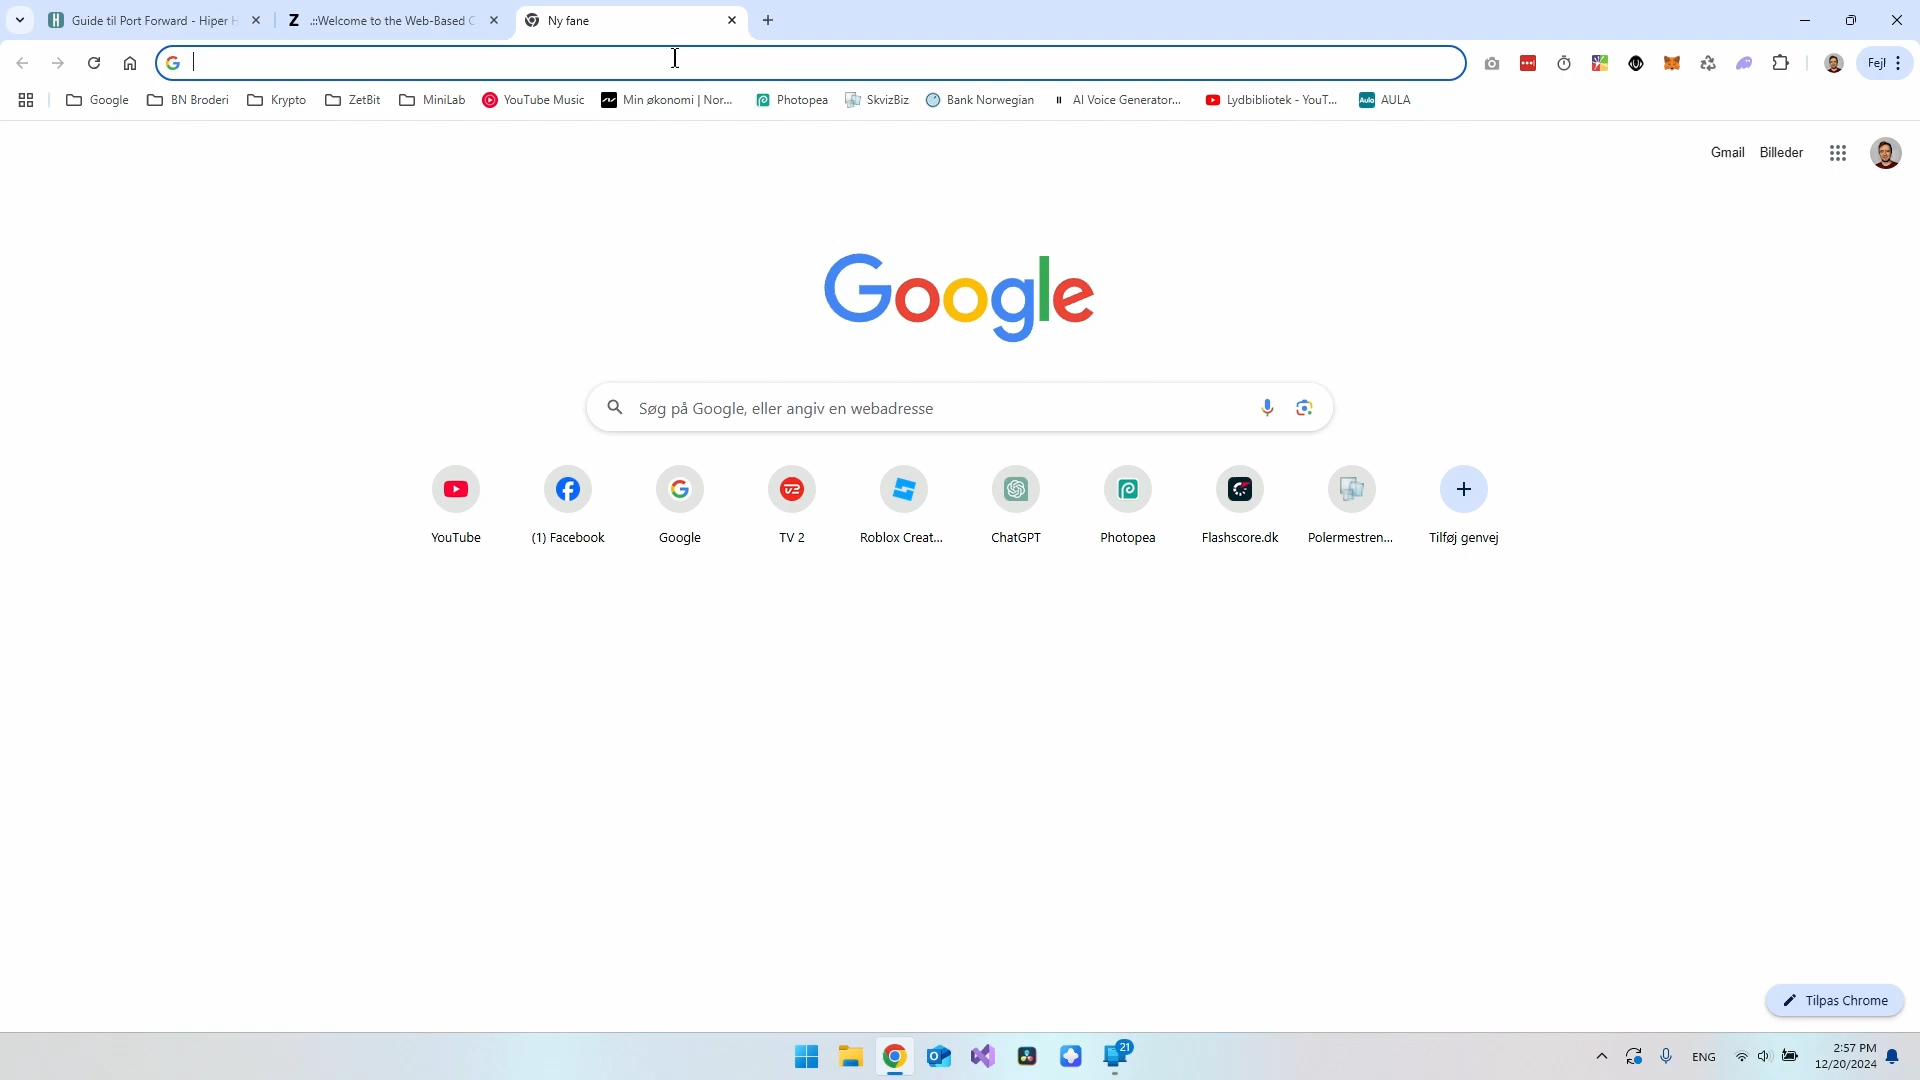 Guide til Port Forward - Hiper H
.::Welcome to the Web-Based C
Ny fane
Fejl
Google
BN Broderi
Krypto
ZetBit
MiniLab
YouTube Music
Min økonomi | Nor...
Photopea
SkvizBiz
Bank Norwegian
AI Voice Generator...
Lydbibliotek - YouT...
AULA
Gmail
Billeder
Google
Søg på Google, eller angiv en webadresse
YouTube
(1) Facebook
Google
TV 2
Roblox Creat...
ChatGPT
Photopea
Flashscore.dk
Polermestren...
Tilføj genvej
Tilpas Chrome
21
ENG
2:57 PM
12/20/2024